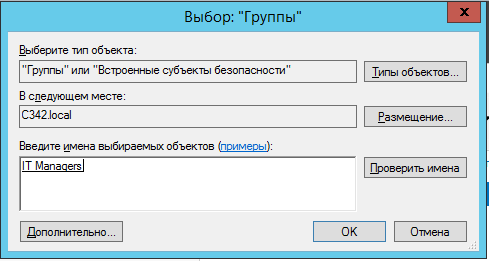 Выбор: "Группы"
x
Выберите тип объекта:
"Группы" или "Встроенные субъекты безопасности"
Типы объектов...
В следующем месте:
C342.local
Размещение...
Введите имена выбираемых объектов (примеры):
IT Managers
Проверить имена
Дополнительно...
OK
Отмена